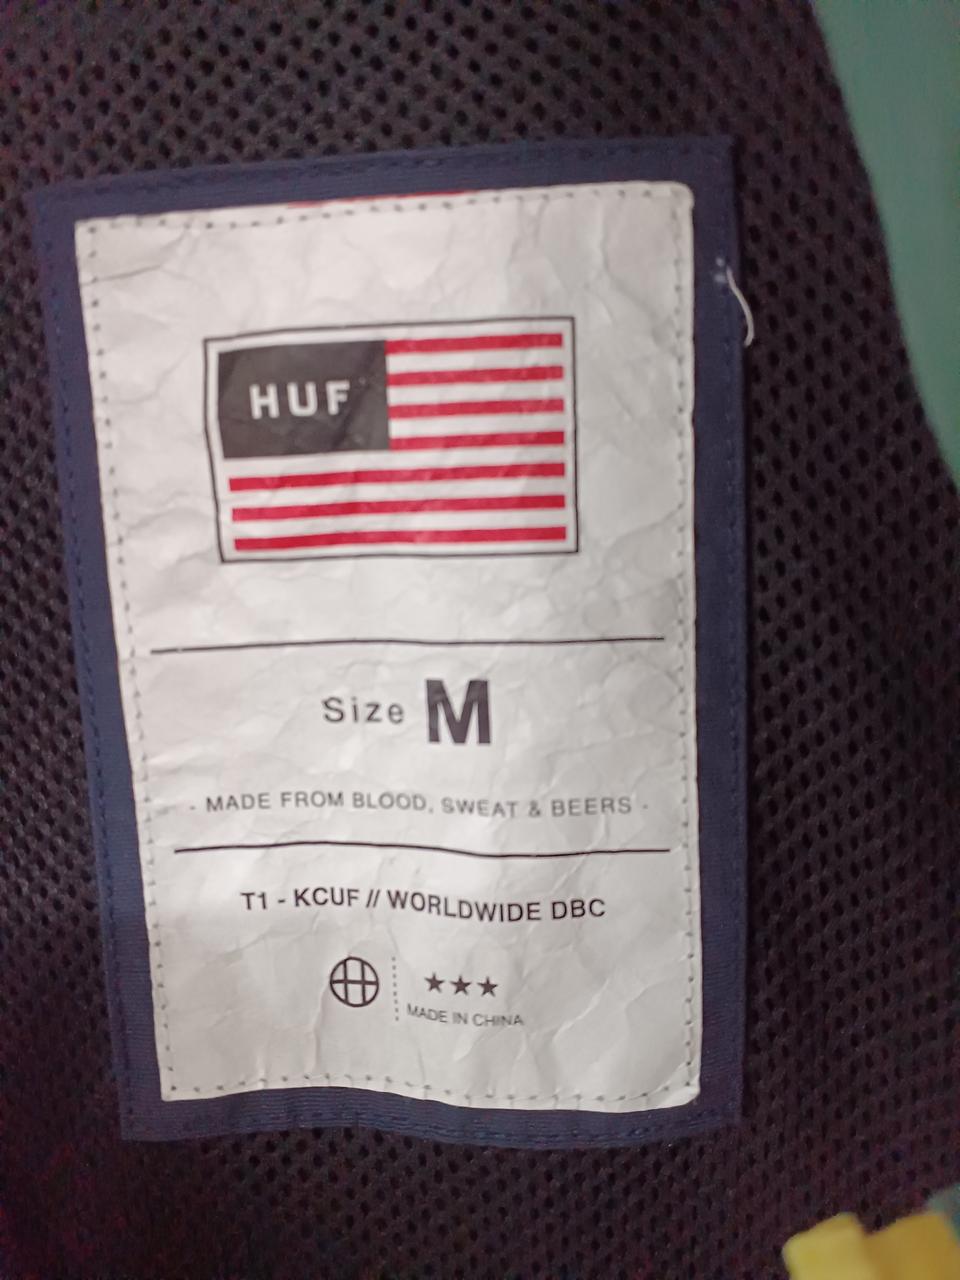 HUF
Size M
- MADE FROM BLOOD, SWEAT & BEERS -
T1 - KCUF // WORLDWIDE DBC
MADE IN CHINA